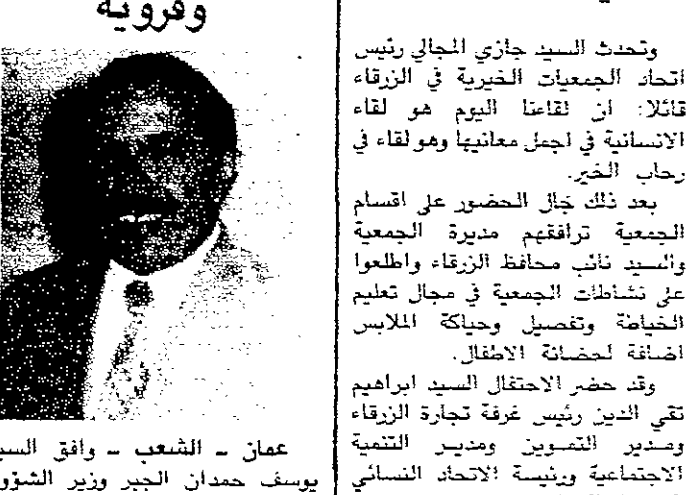 وتحدث السيد جازي المجالي رئيس
اتحاد الجمعيات الخيرية في الزرقاء
قائلا: ان لقاءنا اليوم هو لقاء
الانسانية في اجمل معانيها وهو لقاء في
رحاب الخير.
بعد ذلك جال الحضور على اقسام
الجمعية ترافقهم مديرة الجمعية
والسيد نائب محافظ الزرقاء واطلعوا
على نشاطات الجمعية في مجال تعليم
الخياطة وتفصيل وحياكة الملابس
اضافة لحضانة الاطفال.
وقد حضر الاحتفال السيد ابراهيم
تقي الدين رئيس غرفة تجارة الزرقاء
ومدير التموين ومدير التنمية
الاجتماعية ورئيسة الاتحاد النسائي
وقروية
عمان ـ الشعب ـ وافق السيد
يوسف حمدان الجبر وزير الشؤون